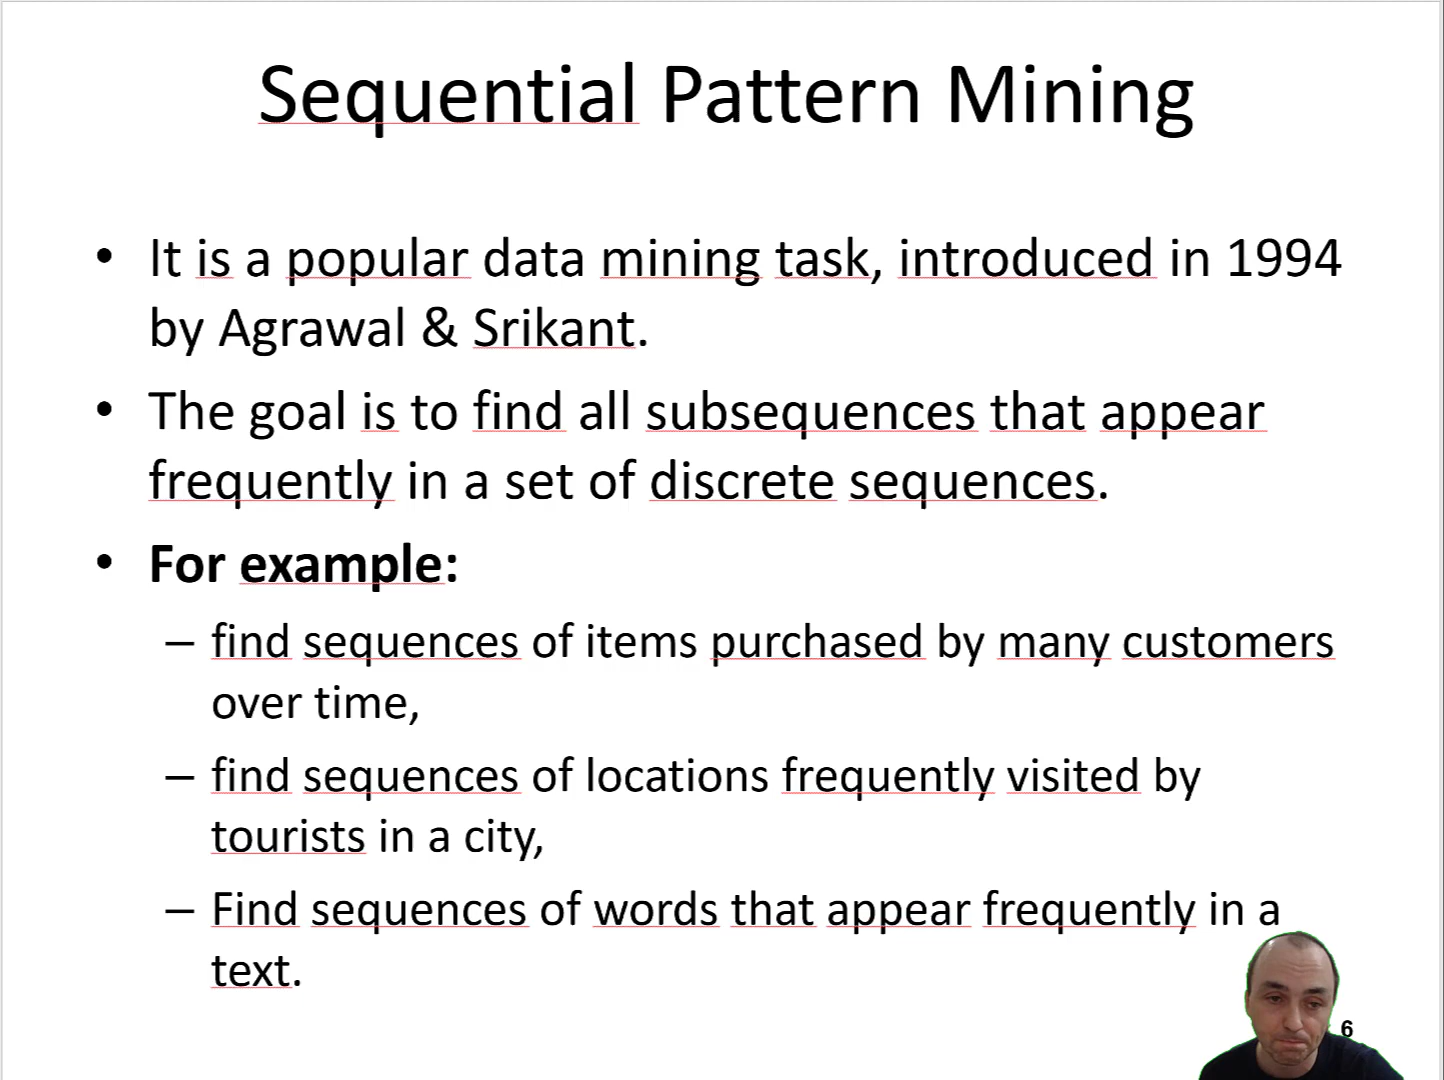 Sequential Pattern Mining
• It is a popular data mining task, introduced in 1994
by Agrawal & Srikant.
• The goal is to find all subsequences that appear
frequently in a set of discrete sequences.
• For example:
– find sequences of items purchased by many customers
over time,
– find sequences of locations frequently visited by
tourists in a city,
– Find sequences of words that appear frequently in a
text.
6